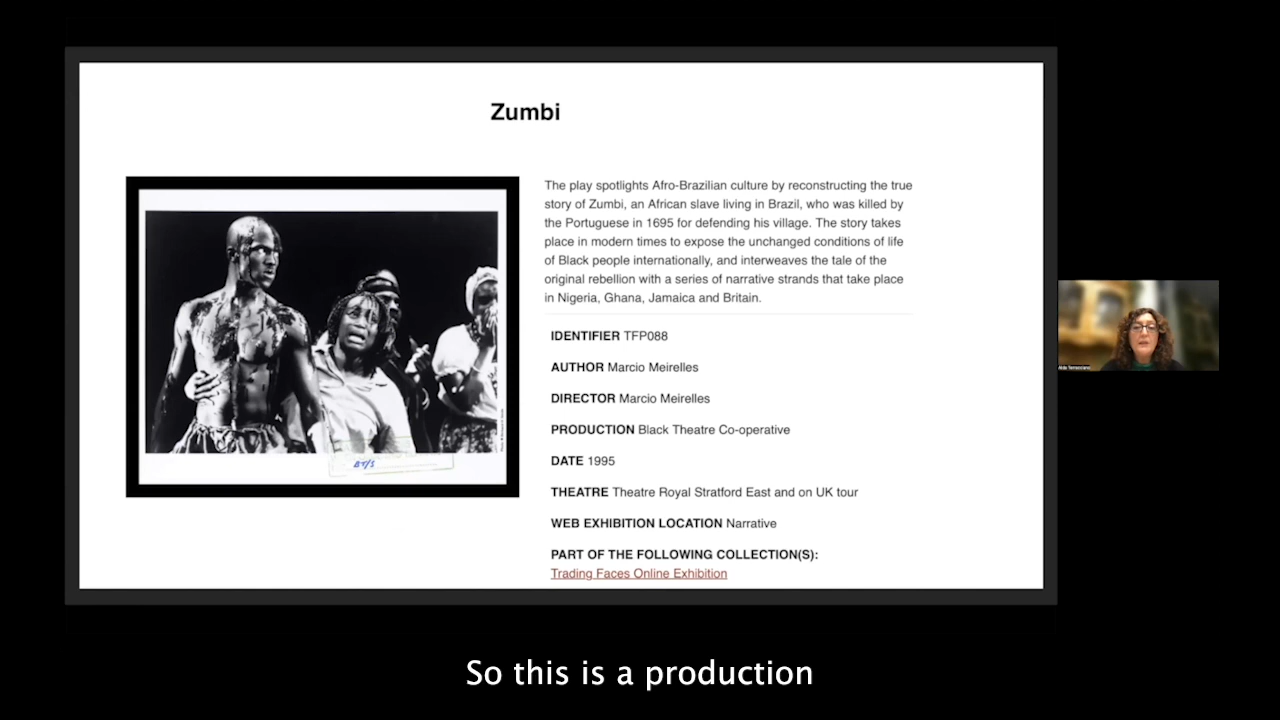 Zumbi
The play spotlights Afro-Brazilian culture by reconstructing the true
story of Zumbi, an African slave living in Brazil, who was killed by
the Portuguese in 1695 for defending his village. The story takes
place in modern times to expose the unchanged conditions of life
of Black people internationally, and interweaves the tale of the
original rebellion with a series of narrative strands that take place
in Nigeria, Ghana, Jamaica and Britain.
IDENTIFIER TFP088
AUTHOR Marcio Meirelles
DIRECTOR Marcio Meirelles
PRODUCTION Black Theatre Co-operative
DATE 1995
THEATRE Theatre Royal Stratford East and on UK tour
WEB EXHIBITION LOCATION Narrative
PART OF THE FOLLOWING COLLECTION(S):
Trading Faces Online Exhibition
So this is a production